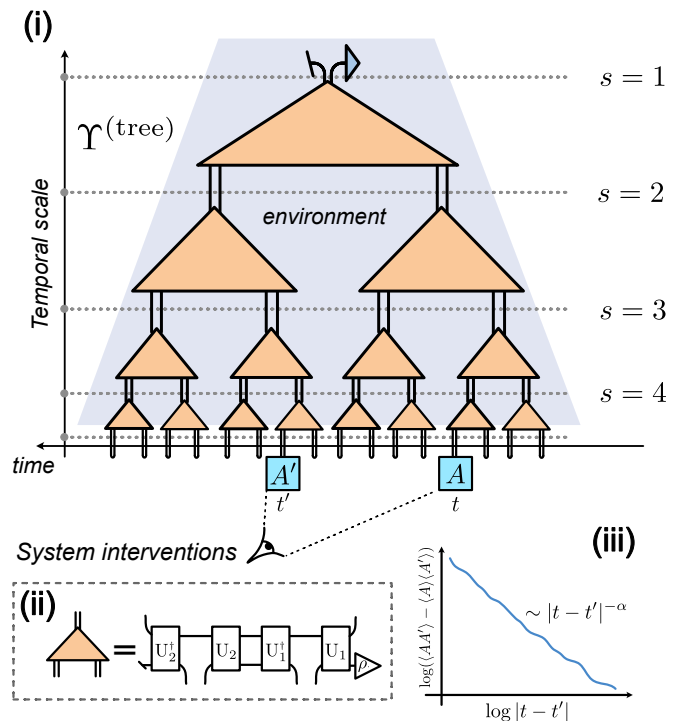 (i)
s = 1
Υ^(tree)
s = 2
environment
Temporal scale
s = 3
s = 4
time
A′ A
t′ t
System interventions
(iii)
(ii)
= U₂† U₂ U₁† U₁ ρ
log(⟨AA′⟩ − ⟨A⟩⟨A′⟩)
∼ |t − t′|^−α
log |t − t′|